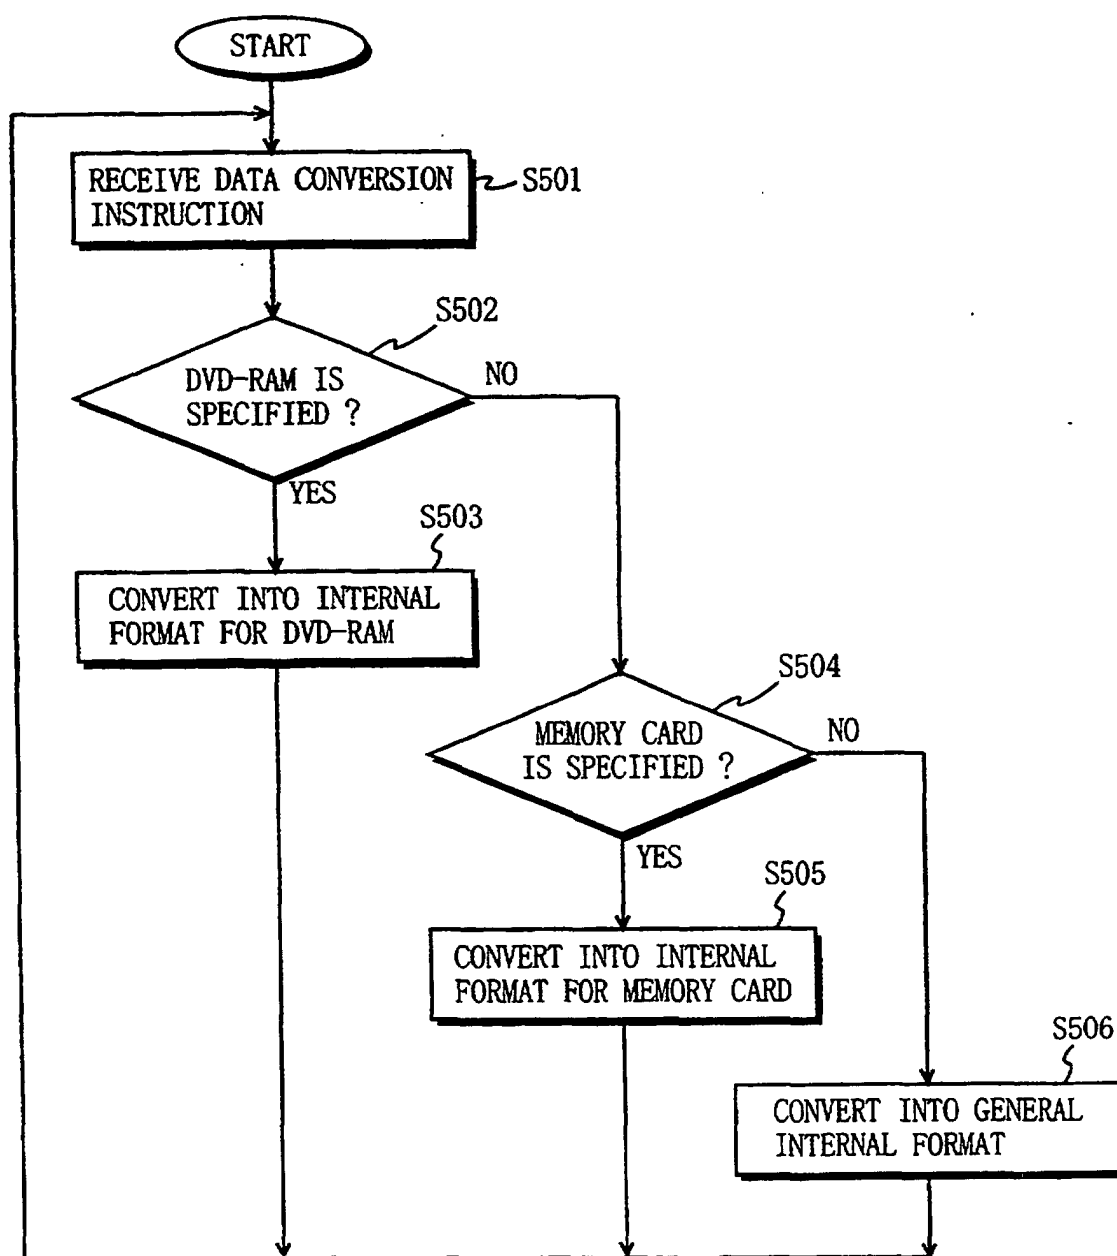 START
RECEIVE DATA CONVERSION
INSTRUCTION
S501
S502
DVD-RAM IS
SPECIFIED ?
NO
YES
S503
CONVERT INTO INTERNAL
FORMAT FOR DVD-RAM
S504
MEMORY CARD
IS SPECIFIED ?
NO
YES
S505
CONVERT INTO INTERNAL
FORMAT FOR MEMORY CARD
S506
CONVERT INTO GENERAL
INTERNAL FORMAT